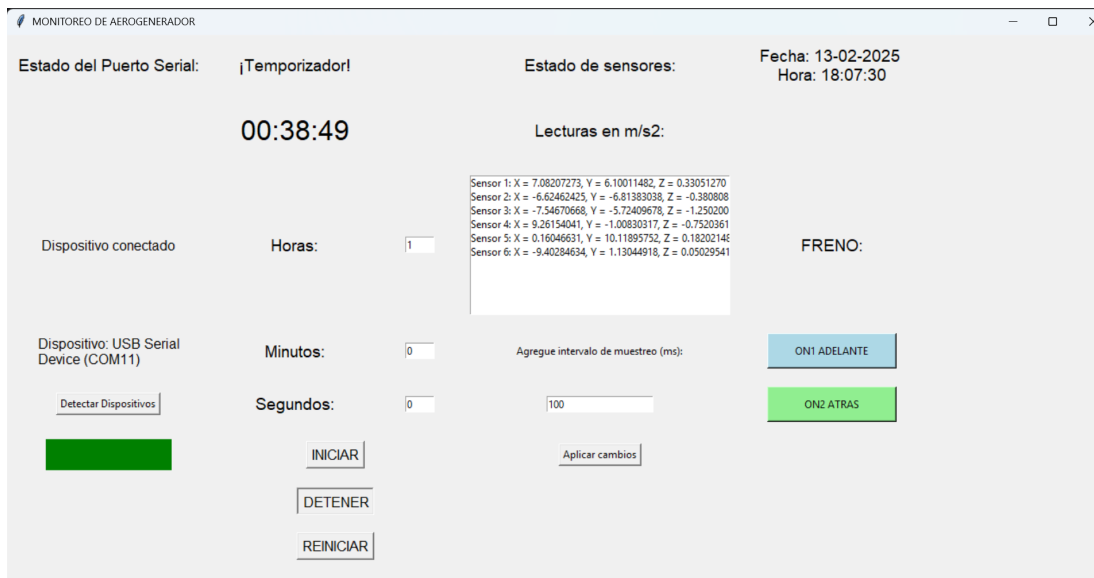 MONITOREO DE AEROGENERADOR
Estado del Puerto Serial:
¡Temporizador!
Estado de sensores:
Fecha: 13-02-2025
Hora: 18:07:30
00:38:49
Lecturas en m/s2:
Sensor 1: X = 7.08207273, Y = 6.10011482, Z = 0.33051270
Sensor 2: X = -6.62462425, Y = -6.81383038, Z = -0.380808
Sensor 3: X = -7.54670668, Y = -5.72409678, Z = -1.250200
Sensor 4: X = 9.26154041, Y = -1.00830317, Z = -0.7520361
Sensor 5: X = 0.16046631, Y = 10.11895752, Z = 0.18202148
Sensor 6: X = -9.40284634, Y = 1.13044918, Z = 0.05029541
Dispositivo conectado
Horas:
1
FRENO:
Dispositivo: USB Serial
Device (COM11)
Minutos:
0
Agregue intervalo de muestreo (ms):
ON1 ADELANTE
Detectar Dispositivos
Segundos:
0
100
ON2 ATRAS
INICIAR
Aplicar cambios
DETENER
REINICIAR